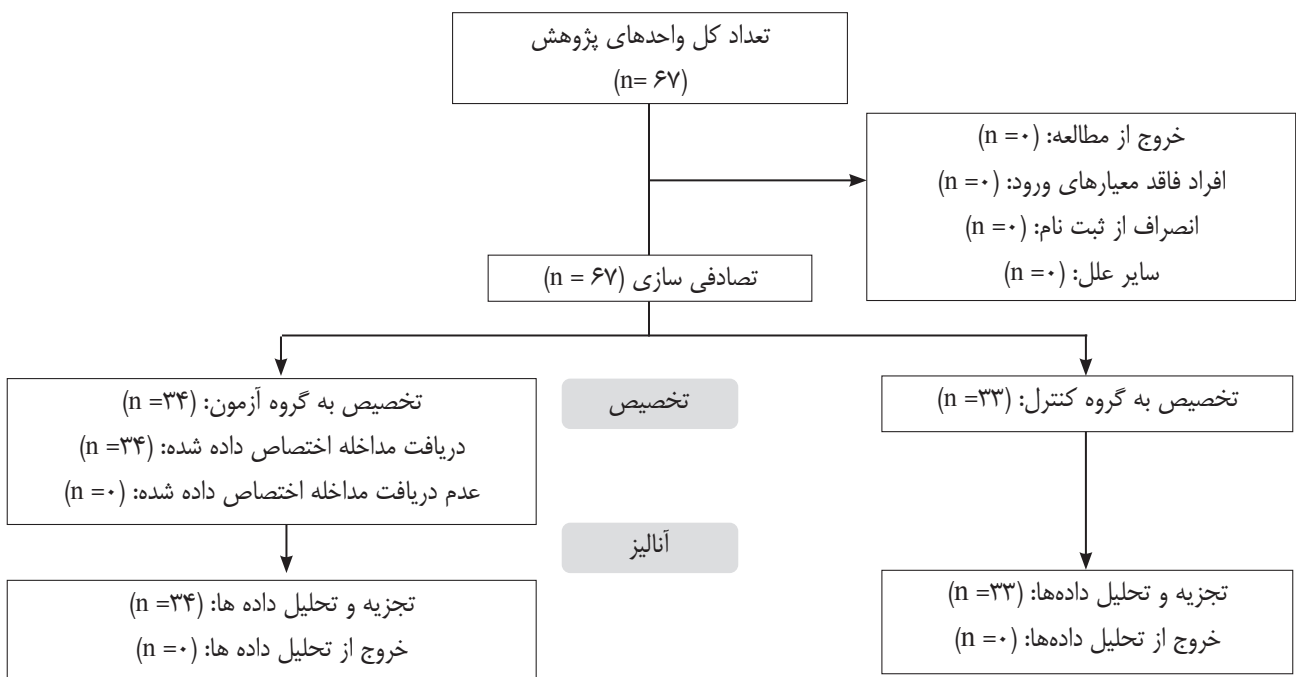 تعداد کل واحدهای پژوهش
(n= ۶۷)
خروج از مطالعه: (n =۰)
افراد فاقد معیارهای ورود: (n =۰)
انصراف از ثبت نام: (n =۰)
سایر علل: (n =۰)
تصادفی سازی (n = ۶۷)
تخصیص به گروه کنترل: (n =۳۳)
تخصیص
تخصیص به گروه آزمون: (n =۳۴)
دریافت مداخله اختصاص داده شده: (n =۳۴)
عدم دریافت مداخله اختصاص داده شده: (n =۰)
آنالیز
تجزیه و تحلیل داده‌ها: (n =۳۳)
خروج از تحلیل داده‌ها: (n =۰)
تجزیه و تحلیل داده ها: (n =۳۴)
خروج از تحلیل داده ها: (n =۰)